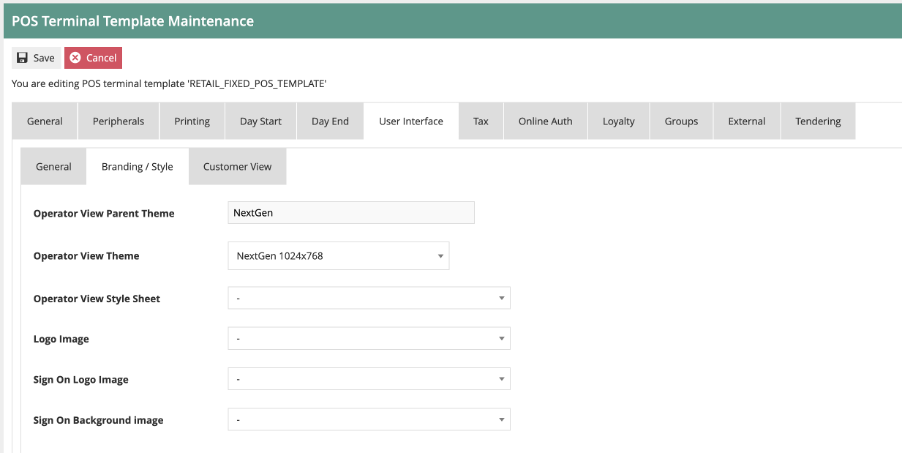 POS Terminal Template Maintenance
Save Cancel
You are editing POS terminal template 'RETAIL_FIXED_POS_TEMPLATE'
General Peripherals Printing Day Start Day End User Interface Tax Online Auth Loyalty Groups External Tendering
General Branding / Style Customer View
Operator View Parent Theme NextGen
Operator View Theme NextGen 1024x768
Operator View Style Sheet -
Logo Image -
Sign On Logo Image -
Sign On Background image -